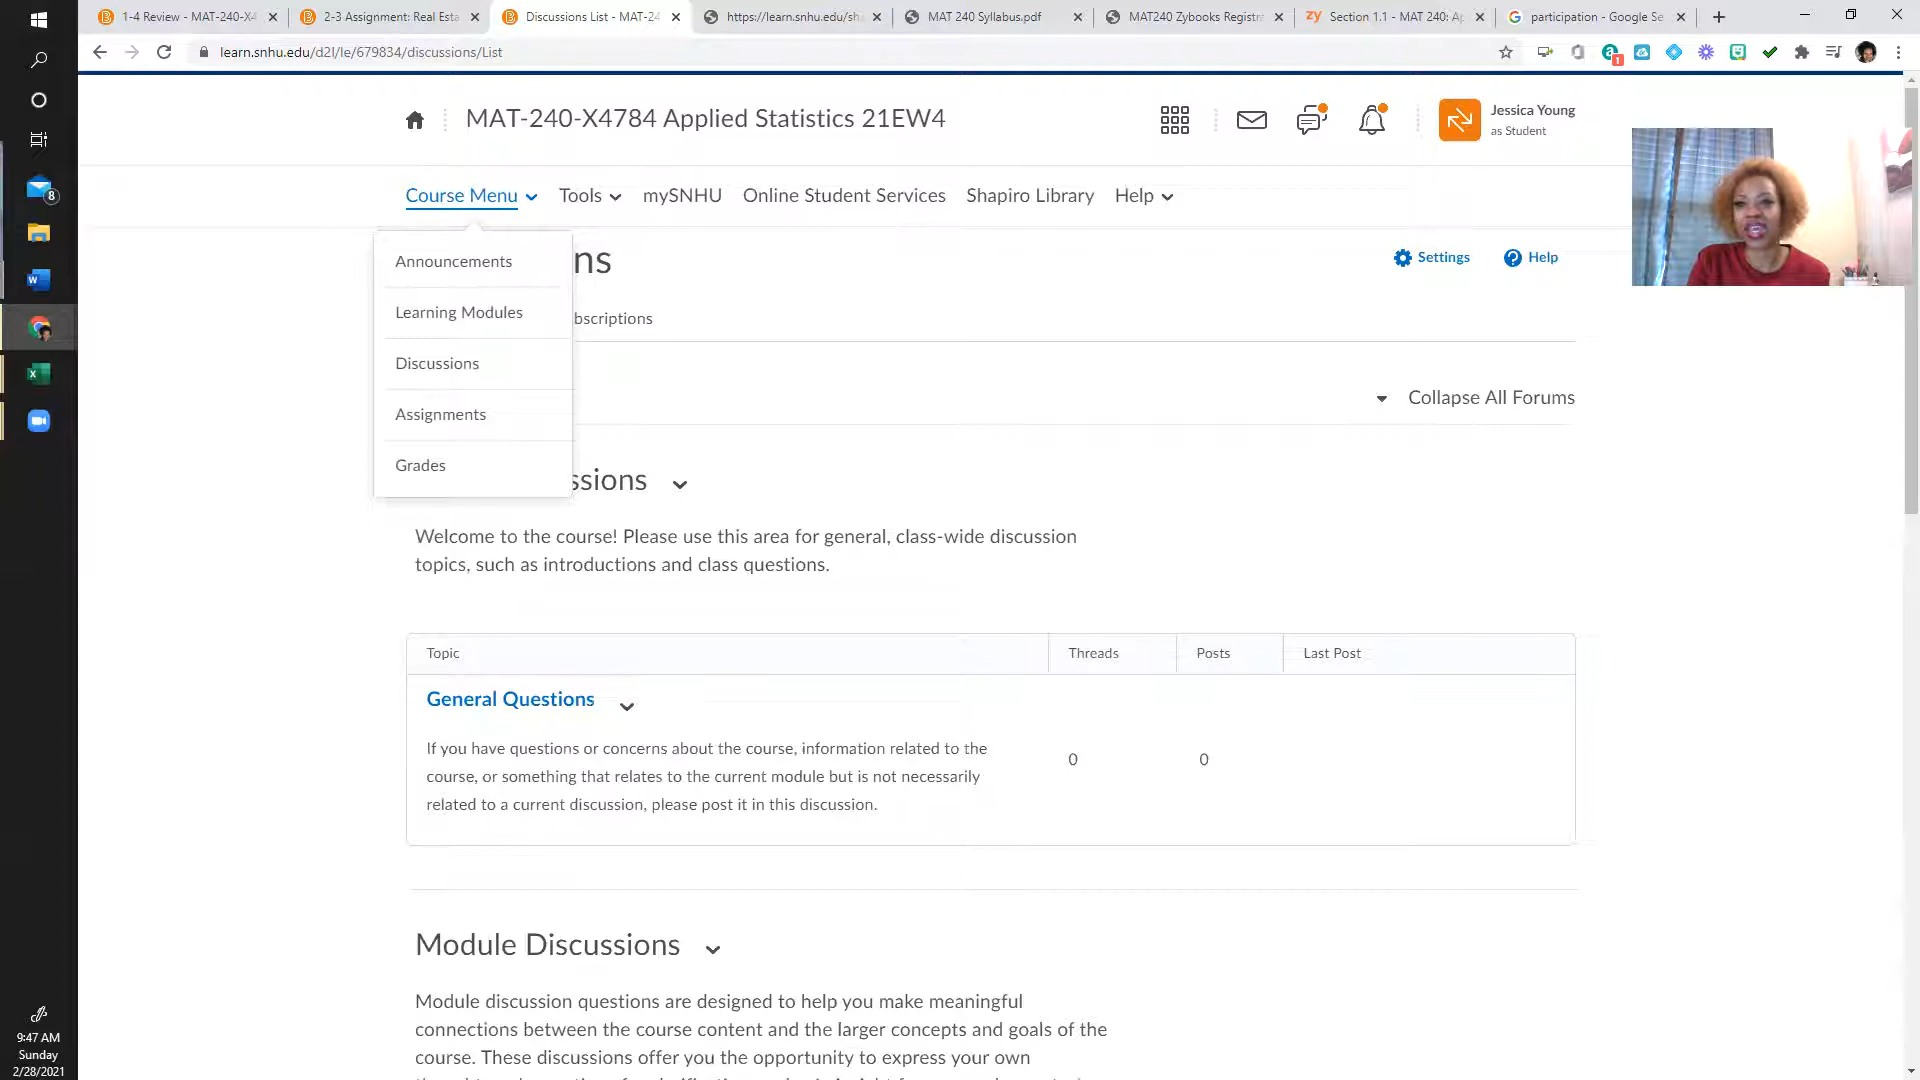 1-4 Review - MAT-240-X4
2-3 Assignment: Real Esta
Discussions List - MAT-24
https://learn.snhu.edu/sh
MAT 240 Syllabus.pdf
MAT240 Zybooks Registr
zy Section 1.1 - MAT 240: Ap
participation - Google Se
learn.snhu.edu/d2l/le/679834/discussions/List
1
MAT-240-X4784 Applied Statistics 21EW4
Jessica Young
as Student
Course Menu
Tools
mySNHU
Online Student Services
Shapiro Library
Help
8
Announcements
ns
Settings
Help
Learning Modules
bscriptions
Discussions
Collapse All Forums
Assignments
Grades
ssions
Welcome to the course! Please use this area for general, class-wide discussion
topics, such as introductions and class questions.
Topic
Threads
Posts
Last Post
General Questions
If you have questions or concerns about the course, information related to the
course, or something that relates to the current module but is not necessarily
related to a current discussion, please post it in this discussion.
0
0
Module Discussions
Module discussion questions are designed to help you make meaningful
connections between the course content and the larger concepts and goals of the
course. These discussions offer you the opportunity to express your own
9:47 AM
Sunday
2/28/2021